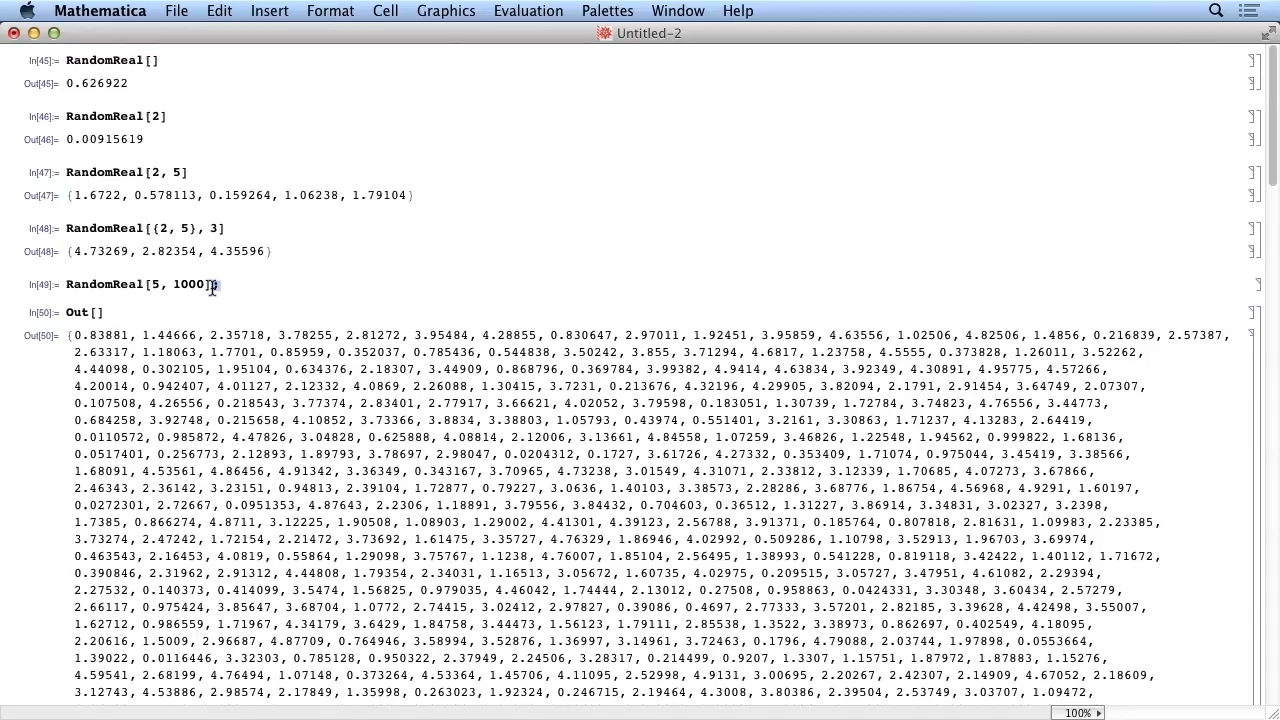 Mathematica File Edit Insert Format Cell Graphics Evaluation Palettes Window Help
Untitled-2
In[45]:= RandomReal[]
Out[45]= 0.626922
In[46]:= RandomReal[2]
Out[46]= 0.00915619
In[47]:= RandomReal[2, 5]
Out[47]= {1.6722, 0.578113, 0.159264, 1.06238, 1.79104}
In[48]:= RandomReal[{2, 5}, 3]
Out[48]= {4.73269, 2.82354, 4.35596}
In[49]:= RandomReal[5, 1000];
In[50]:= Out[]
Out[50]= {0.83881, 1.44666, 2.35718, 3.78255, 2.81272, 3.95484, 4.28855, 0.830647, 2.97011, 1.92451, 3.95859, 4.63556, 1.02506, 4.82506, 1.4856, 0.216839, 2.57387,
2.63317, 1.18063, 1.7701, 0.85959, 0.352037, 0.785436, 0.544838, 3.50242, 3.855, 3.71294, 4.6817, 1.23758, 4.5555, 0.373828, 1.26011, 3.52262,
4.44098, 0.302105, 1.95104, 0.634376, 2.18307, 3.44909, 0.868796, 0.369784, 3.99382, 4.9414, 4.63834, 3.92349, 4.30891, 4.95775, 4.57266,
4.20014, 0.942407, 4.01127, 2.12332, 4.0869, 2.26088, 1.30415, 3.7231, 0.213676, 4.32196, 4.29905, 3.82094, 2.1791, 2.91454, 3.64749, 2.07307,
0.107508, 4.26556, 0.218543, 3.77374, 2.83401, 2.77917, 3.66621, 4.02052, 3.79598, 0.183051, 1.30739, 1.72784, 3.74823, 4.76556, 3.44773,
0.684258, 3.92748, 0.215658, 4.10852, 3.73366, 3.8834, 3.38803, 1.05793, 0.43974, 0.551401, 3.2161, 3.30863, 1.71237, 4.13283, 2.64419,
0.0110572, 0.985872, 4.47826, 3.04828, 0.625888, 4.08814, 2.12006, 3.13661, 4.84558, 1.07259, 3.46826, 1.22548, 1.94562, 0.999822, 1.68136,
0.0517401, 0.256773, 2.12893, 1.89793, 3.78697, 2.98047, 0.0204312, 0.1727, 3.61726, 4.27332, 0.353409, 1.71074, 0.975044, 3.45419, 3.38566,
1.68091, 4.53561, 4.86456, 4.91342, 3.36349, 0.343167, 3.70965, 4.73238, 3.01549, 4.31071, 2.33812, 3.12339, 1.70685, 4.07273, 3.67866,
2.46343, 2.36142, 3.23151, 0.94813, 2.39104, 1.72877, 0.79227, 3.0636, 1.40103, 3.38573, 2.28286, 3.68776, 1.86754, 4.56968, 4.9291, 1.60197,
0.0272301, 2.72667, 0.0951353, 4.87643, 2.2306, 1.18891, 3.79556, 3.84432, 0.704603, 0.36512, 1.31227, 3.86914, 3.34831, 3.02327, 3.2398,
1.7385, 0.866274, 4.8711, 3.12225, 1.90508, 1.08903, 1.29002, 4.41301, 4.39123, 2.56788, 3.91371, 0.185764, 0.807818, 2.81631, 1.09983, 2.23385,
3.73274, 2.47242, 1.72154, 2.21472, 3.73692, 1.61475, 3.35727, 4.76329, 1.86946, 4.02992, 0.509286, 1.10798, 3.52913, 1.96703, 3.69974,
0.463543, 2.16453, 4.0819, 0.55864, 1.29098, 3.75767, 1.1238, 4.76007, 1.85104, 2.56495, 1.38993, 0.541228, 0.819118, 3.42422, 1.40112, 1.71672,
0.390846, 2.31962, 2.91312, 4.44808, 1.79354, 2.34031, 1.16513, 3.05672, 1.60735, 4.02975, 0.209515, 3.05727, 3.47951, 4.61082, 2.29394,
2.27532, 0.140373, 0.414099, 3.5474, 1.56825, 0.979035, 4.46042, 1.74444, 2.13012, 0.27508, 0.958863, 0.0424331, 3.30348, 3.60434, 2.57279,
2.66117, 0.975424, 3.85647, 3.68704, 1.0772, 2.74415, 3.02412, 2.97827, 0.39086, 0.4697, 2.77333, 3.57201, 2.82185, 3.39628, 4.42498, 3.55007,
1.62712, 0.986559, 1.71967, 4.34179, 3.6429, 1.84758, 3.44473, 1.56123, 1.79111, 2.85538, 1.3522, 3.38973, 0.862697, 0.402549, 4.18095,
2.20616, 1.5009, 2.96687, 4.87709, 0.764946, 3.58994, 3.52876, 1.36997, 3.14961, 3.72463, 0.1796, 4.79088, 2.03744, 1.97898, 0.0553664,
1.39022, 0.0116446, 3.32303, 0.785128, 0.950322, 2.37949, 2.24506, 3.28317, 0.214499, 0.9207, 1.3307, 1.15751, 1.87972, 1.87883, 1.15276,
4.59541, 2.68199, 4.76494, 1.07148, 0.373264, 4.53364, 1.45706, 4.11095, 2.52998, 4.9131, 3.00695, 2.20267, 2.42307, 2.14909, 4.67052, 2.18609,
3.12743, 4.53886, 2.98574, 2.17849, 1.35998, 0.263023, 1.92324, 0.246715, 2.19464, 4.3008, 3.80386, 2.39504, 2.53749, 3.03707, 1.09472,
100%